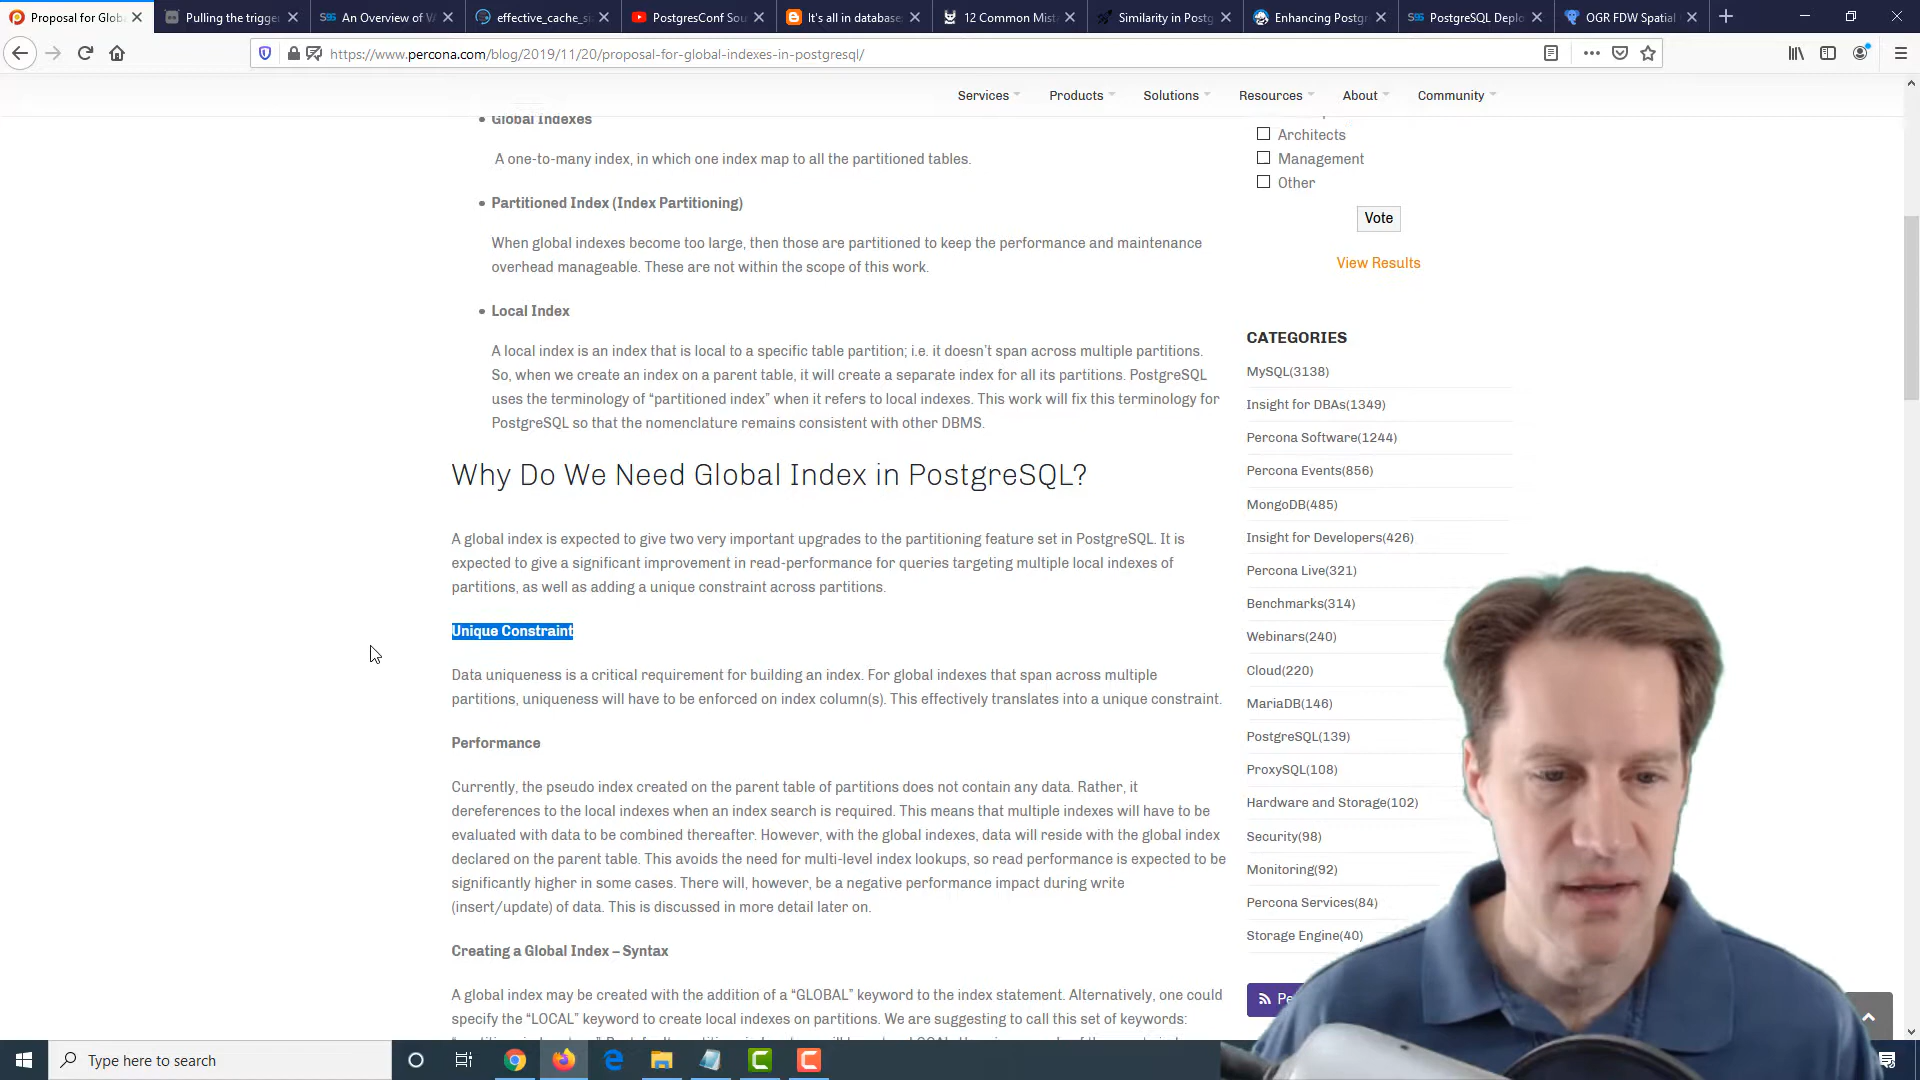 Proposal for Globa
Pulling the trigge
An Overview of VA
effective_cache_si
PostgresConf Sou
It's all in database
12 Common Mist
Similarity in Postg
Enhancing Postgr
PostgreSQL Deplo
OGR FDW Spatial
https://www.percona.com/blog/2019/11/20/proposal-for-global-indexes-in-postgresql/
Services
Products
Solutions
Resources
About
Community
Global Indexes
A one-to-many index, in which one index map to all the partitioned tables.
Partitioned Index (Index Partitioning)
When global indexes become too large, then those are partitioned to keep the performance and maintenance
overhead manageable. These are not within the scope of this work.
Local Index
A local index is an index that is local to a specific table partition; i.e. it doesn't span across multiple partitions.
So, when we create an index on a parent table, it will create a separate index for all its partitions. PostgreSQL
uses the terminology of “partitioned index” when it refers to local indexes. This work will fix this terminology for
PostgreSQL so that the nomenclature remains consistent with other DBMS.
Why Do We Need Global Index in PostgreSQL?
A global index is expected to give two very important upgrades to the partitioning feature set in PostgreSQL. It is
expected to give a significant improvement in read-performance for queries targeting multiple local indexes of
partitions, as well as adding a unique constraint across partitions.
Unique Constraint
Data uniqueness is a critical requirement for building an index. For global indexes that span across multiple
partitions, uniqueness will have to be enforced on index column(s). This effectively translates into a unique constraint.
Performance
Currently, the pseudo index created on the parent table of partitions does not contain any data. Rather, it
dereferences to the local indexes when an index search is required. This means that multiple indexes will have to be
evaluated with data to be combined thereafter. However, with the global indexes, data will reside with the global index
declared on the parent table. This avoids the need for multi-level index lookups, so read performance is expected to be
significantly higher in some cases. There will, however, be a negative performance impact during write
(insert/update) of data. This is discussed in more detail later on.
Creating a Global Index – Syntax
A global index may be created with the addition of a “GLOBAL” keyword to the index statement. Alternatively, one could
specify the “LOCAL” keyword to create local indexes on partitions. We are suggesting to call this set of keywords:
Architects
Management
Other
Vote
View Results
CATEGORIES
MySQL(3138)
Insight for DBAs(1349)
Percona Software(1244)
Percona Events(856)
MongoDB(485)
Insight for Developers(426)
Percona Live(321)
Benchmarks(314)
Webinars(240)
Cloud(220)
MariaDB(146)
PostgreSQL(139)
ProxySQL(108)
Hardware and Storage(102)
Security(98)
Monitoring(92)
Percona Services(84)
Storage Engine(40)
Pe
Type here to search